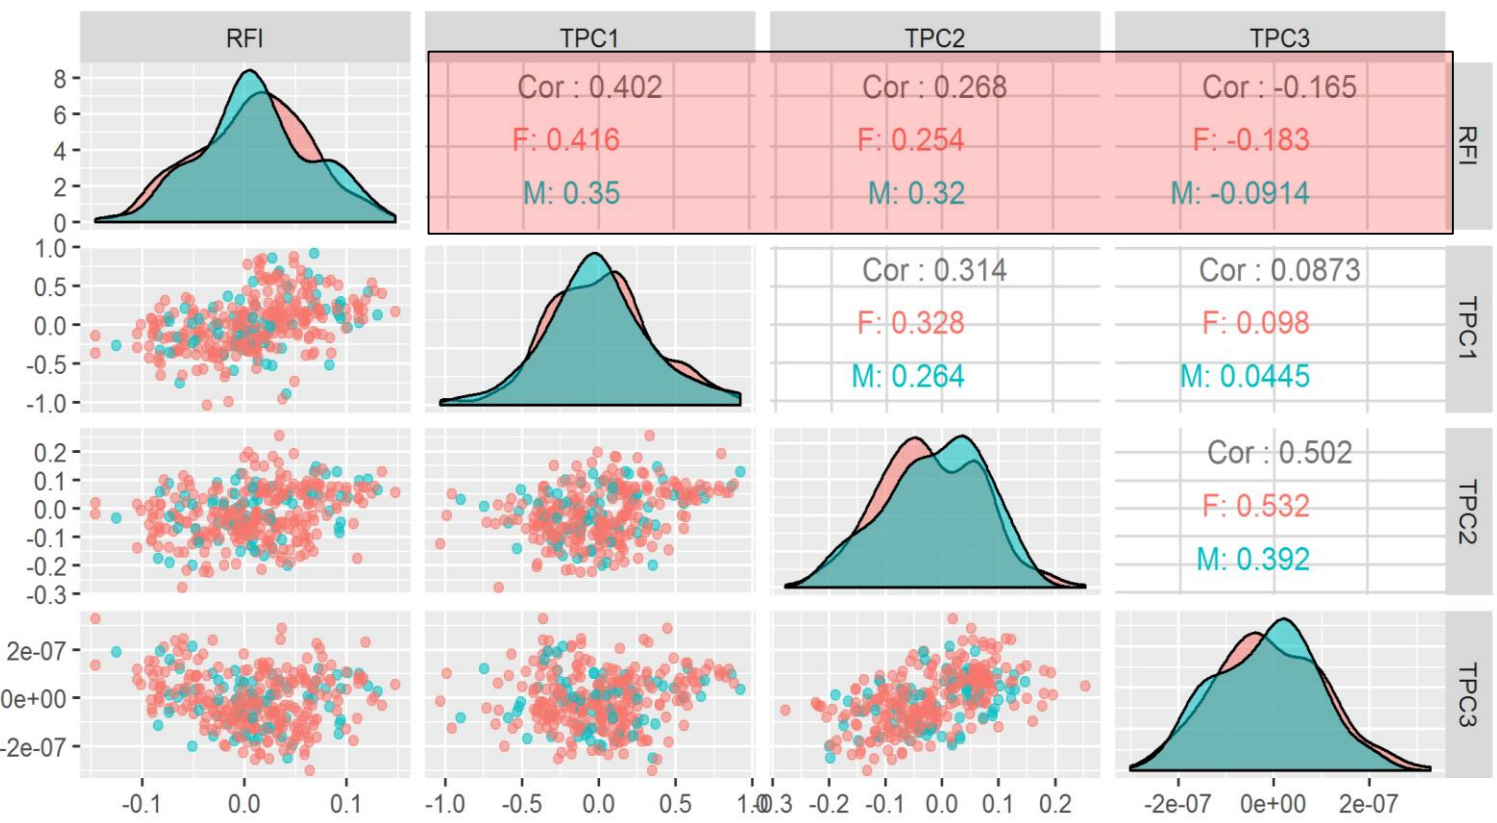 RFI TPC1 TPC2 TPC3
8
6
4
2
0
Cor : 0.402 Cor : 0.268 Cor : -0.165
F: 0.416 F: 0.254 F: -0.183
M: 0.35 M: 0.32 M: -0.0914
RFI
1.0
0.5
0.0
-0.5
-1.0
Cor : 0.314 Cor : 0.0873
F: 0.328 F: 0.098
M: 0.264 M: 0.0445
TPC1
0.2
0.1
0.0
-0.1
-0.2
-0.3
Cor : 0.502
F: 0.532
M: 0.392
TPC2
2e-07
0e+00
-2e-07
TPC3
-0.1 0.0 0.1 -1.0 -0.5 0.0 0.5 1.0 -0.3 -0.2 -0.1 0.0 0.1 0.2 -2e-07 0e+00 2e-07